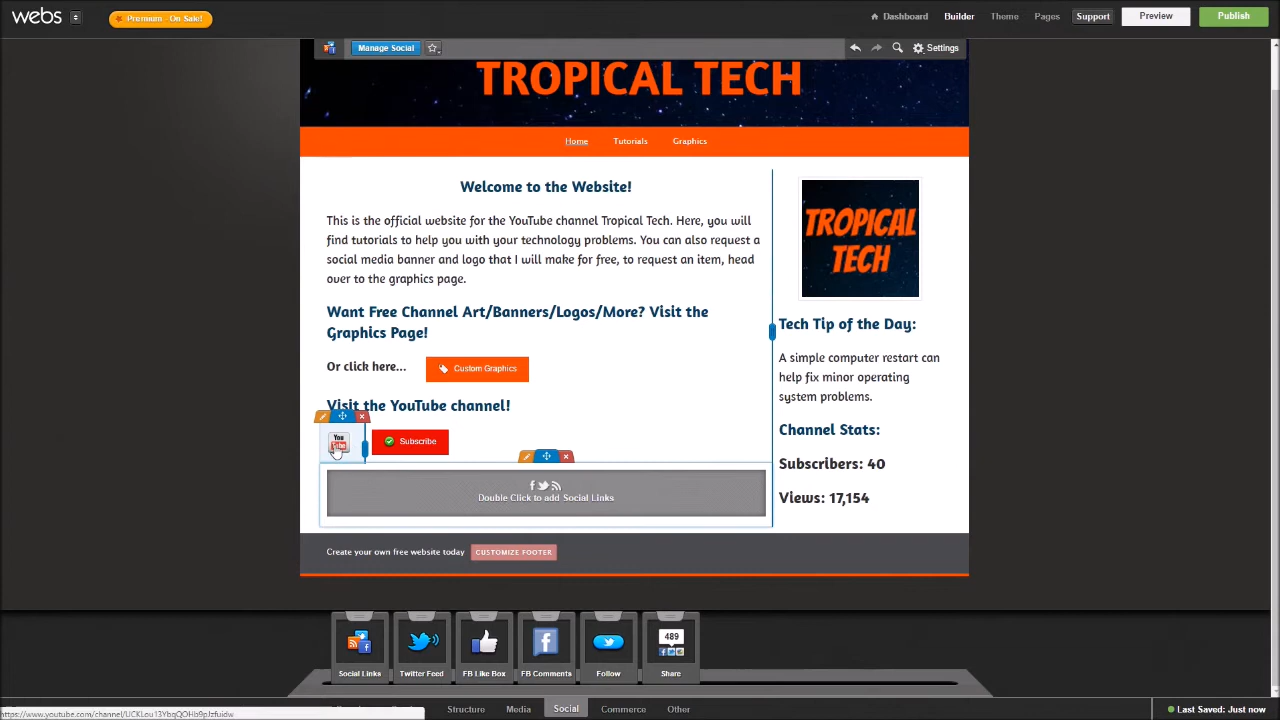 webs
Premium - On Sale!
Dashboard
Builder
Theme
Pages
Support
Preview
Publish
Manage Social
Settings
TROPICAL TECH
Home
Tutorials
Graphics
Welcome to the Website!
This is the official website for the YouTube channel Tropical Tech. Here, you will
find tutorials to help you with your technology problems. You can also request a
social media banner and logo that I will make for free, to request an item, head
over to the graphics page.
Want Free Channel Art/Banners/Logos/More? Visit the
Graphics Page!
Or click here...
Custom Graphics
Visit the YouTube channel!
You
Tube
Subscribe
Double Click to add Social Links
TROPICAL
TECH
Tech Tip of the Day:
A simple computer restart can
help fix minor operating
system problems.
Channel Stats:
Subscribers: 40
Views: 17,154
Create your own free website today
CUSTOMIZE FOOTER
489
Social Links
Twitter Feed
FB Like Box
FB Comments
Follow
Share
Structure
Media
Social
Commerce
Other
Last Saved: Just now